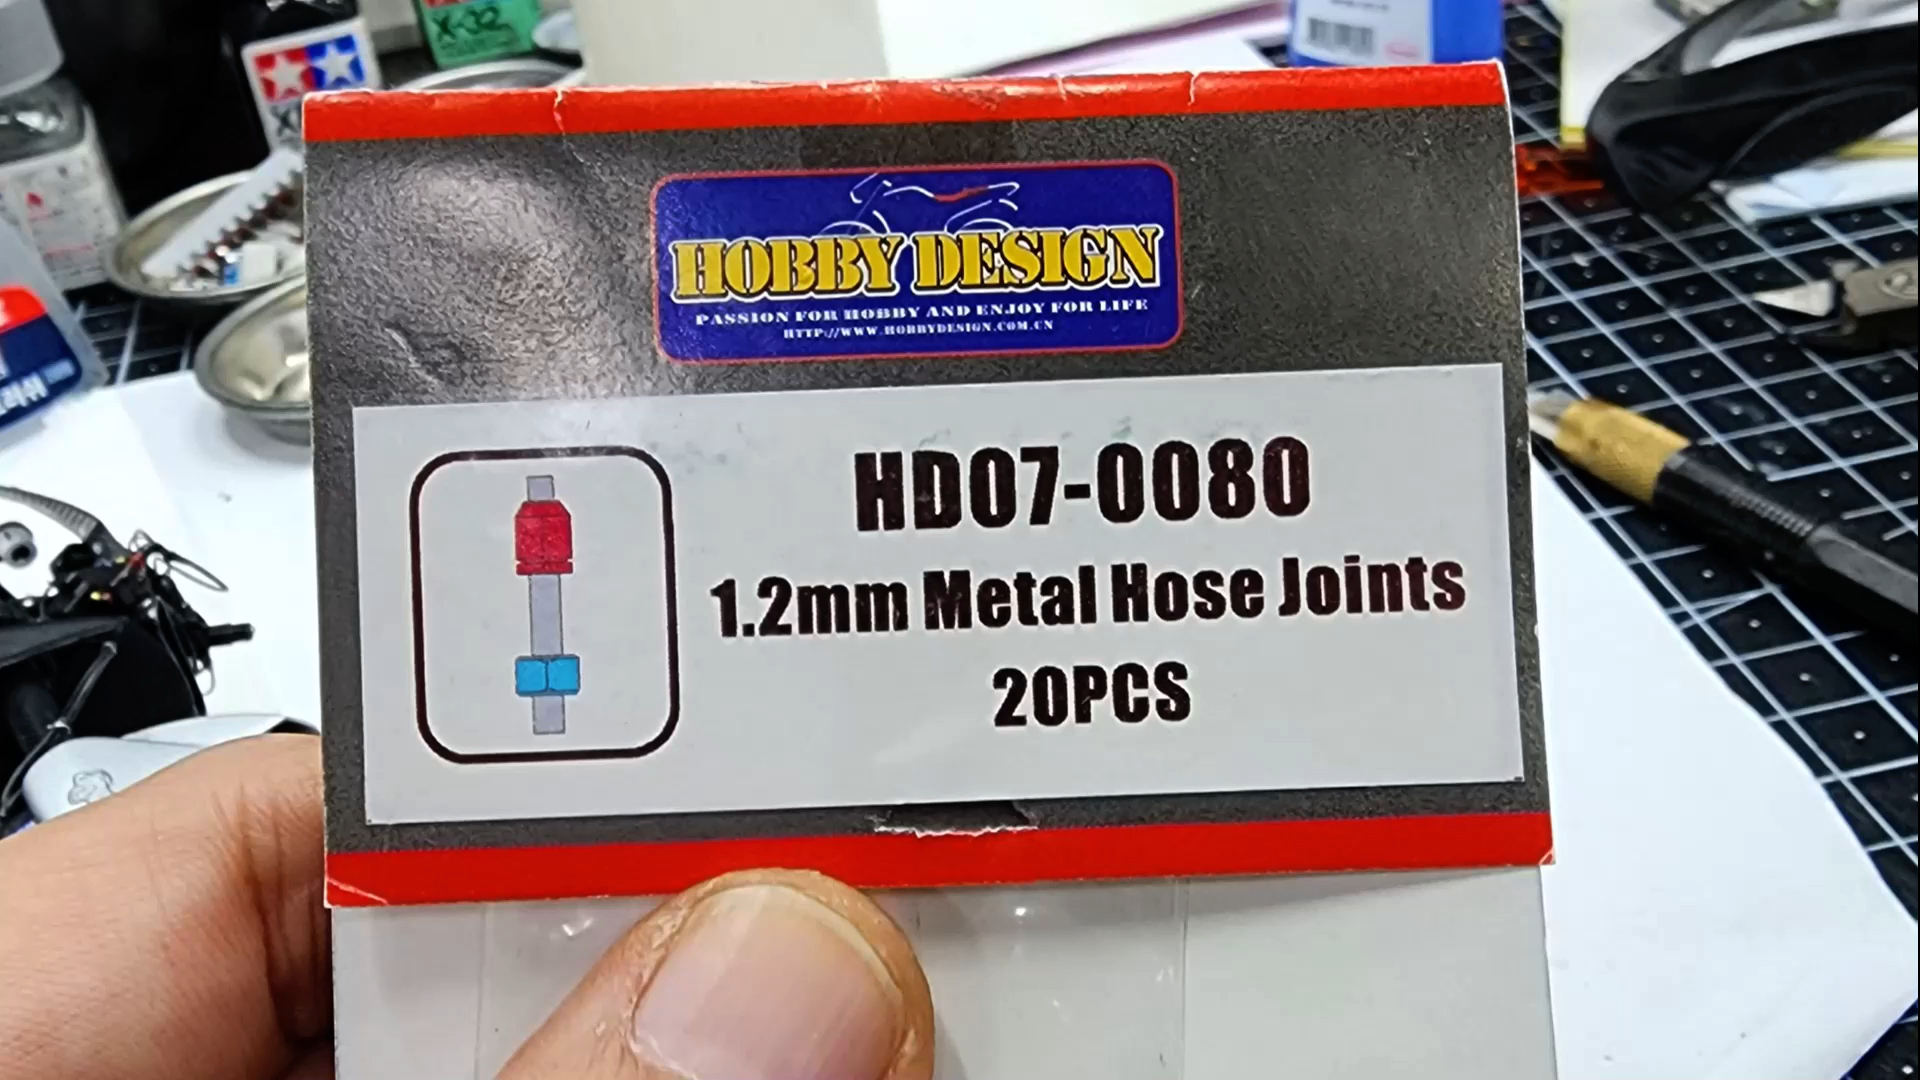 X-32
HOBBY DESIGN
PASSION FOR HOBBY AND ENJOY FOR LIFE
HTTP://WWW.HOBBYDESIGN.COM.CN
HD07-0080
1.2mm Metal Hose Joints
20PCS